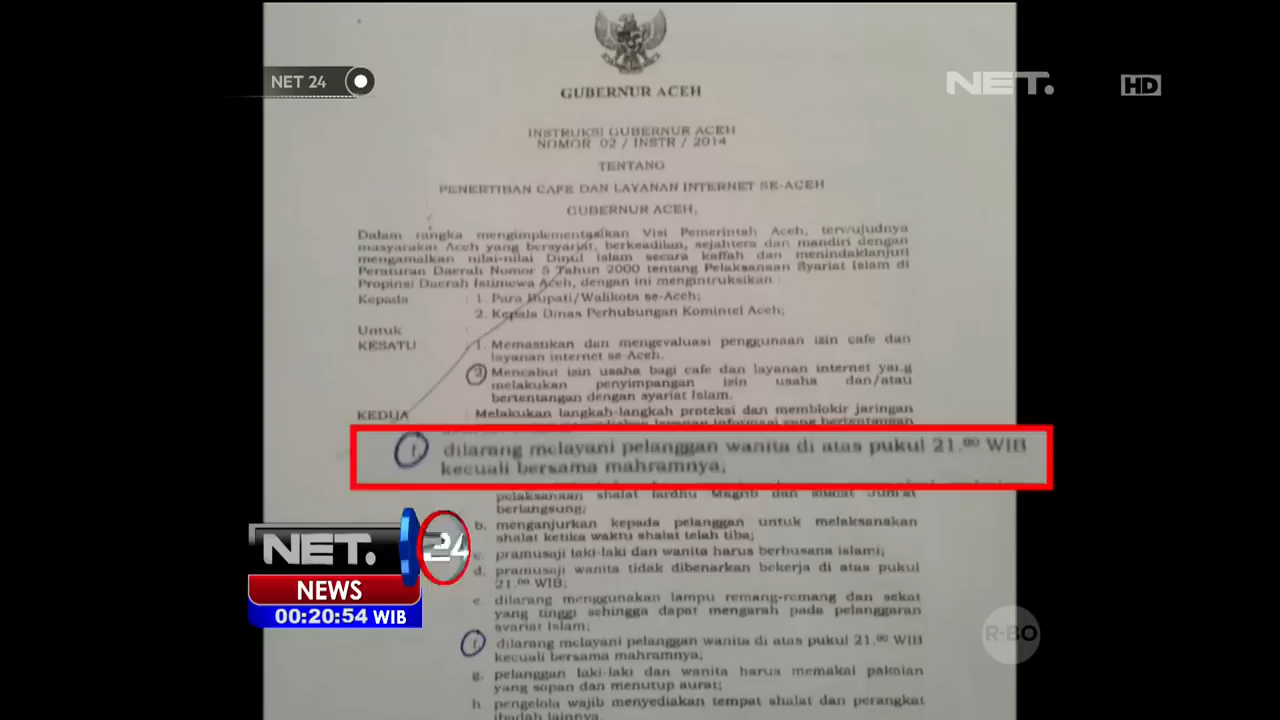 NET 24
NET.
HD
GUBERNUR ACEH
INSTRUKSI GUBERNUR ACEH
NOMOR 02 / INSTR / 2014
TENTANG
PENERTIBAN CAFE DAN LAYANAN INTERNET SE-ACEH
GUBERNUR ACEH,
Dalam rangka mengimplementasikan Visi Pemerintah Aceh, terwujudnya
masyarakat Aceh yang bersyariat, berkeadilan, sejahtera dan mandiri dengan
mengamalkan nilai-nilai Dinul Islam secara kaffah dan menindaklanjuti
Peraturan Daerah Nomor 5 Tahun 2000 tentang Pelaksanaan Syariat Islam di
Propinsi Daerah Istimewa Aceh, dengan ini mengintruksikan :
Kepada : 1. Para Bupati/Walikota se-Aceh;
2. Kepala Dinas Perhubungan Komintel Aceh;
Untuk :
KESATU : 1. Memastikan dan mengevaluasi penggunaan izin cafe dan
layanan internet se-Aceh.
2. Mencabut izin usaha bagi cafe dan layanan internet yang
melakukan penyimpangan izin usaha dan/atau
bertentangan dengan syariat Islam.
KEDUA : Melakukan langkah-langkah proteksi dan memblokir jaringan
layanan informasi yang bertentangan
f. dilarang melayani pelanggan wanita di atas pukul 21.00 WIB
kecuali bersama mahramnya;
pelaksanaan shalat fardhu Magrib dan shalat Jum'at
berlangsung;
b. menganjurkan kepada pelanggan untuk melaksanakan
shalat ketika waktu shalat telah tiba;
c. pramusaji laki-laki dan wanita harus berbusana islami;
d. pramusaji wanita tidak dibenarkan bekerja di atas pukul
21.00 WIB;
e. dilarang menggunakan lampu remang-remang dan sekat
yang tinggi sehingga dapat mengarah pada pelanggaran
syariat Islam;
f. dilarang melayani pelanggan wanita di atas pukul 21.00 WIB
kecuali bersama mahramnya;
g. pelanggan laki-laki dan wanita harus memakai pakaian
yang sopan dan menutup aurat;
h. pengelola wajib menyediakan tempat shalat dan perangkat
ibadah lainnya.
NET. 24
NEWS
00:20:54 WIB
R-BO